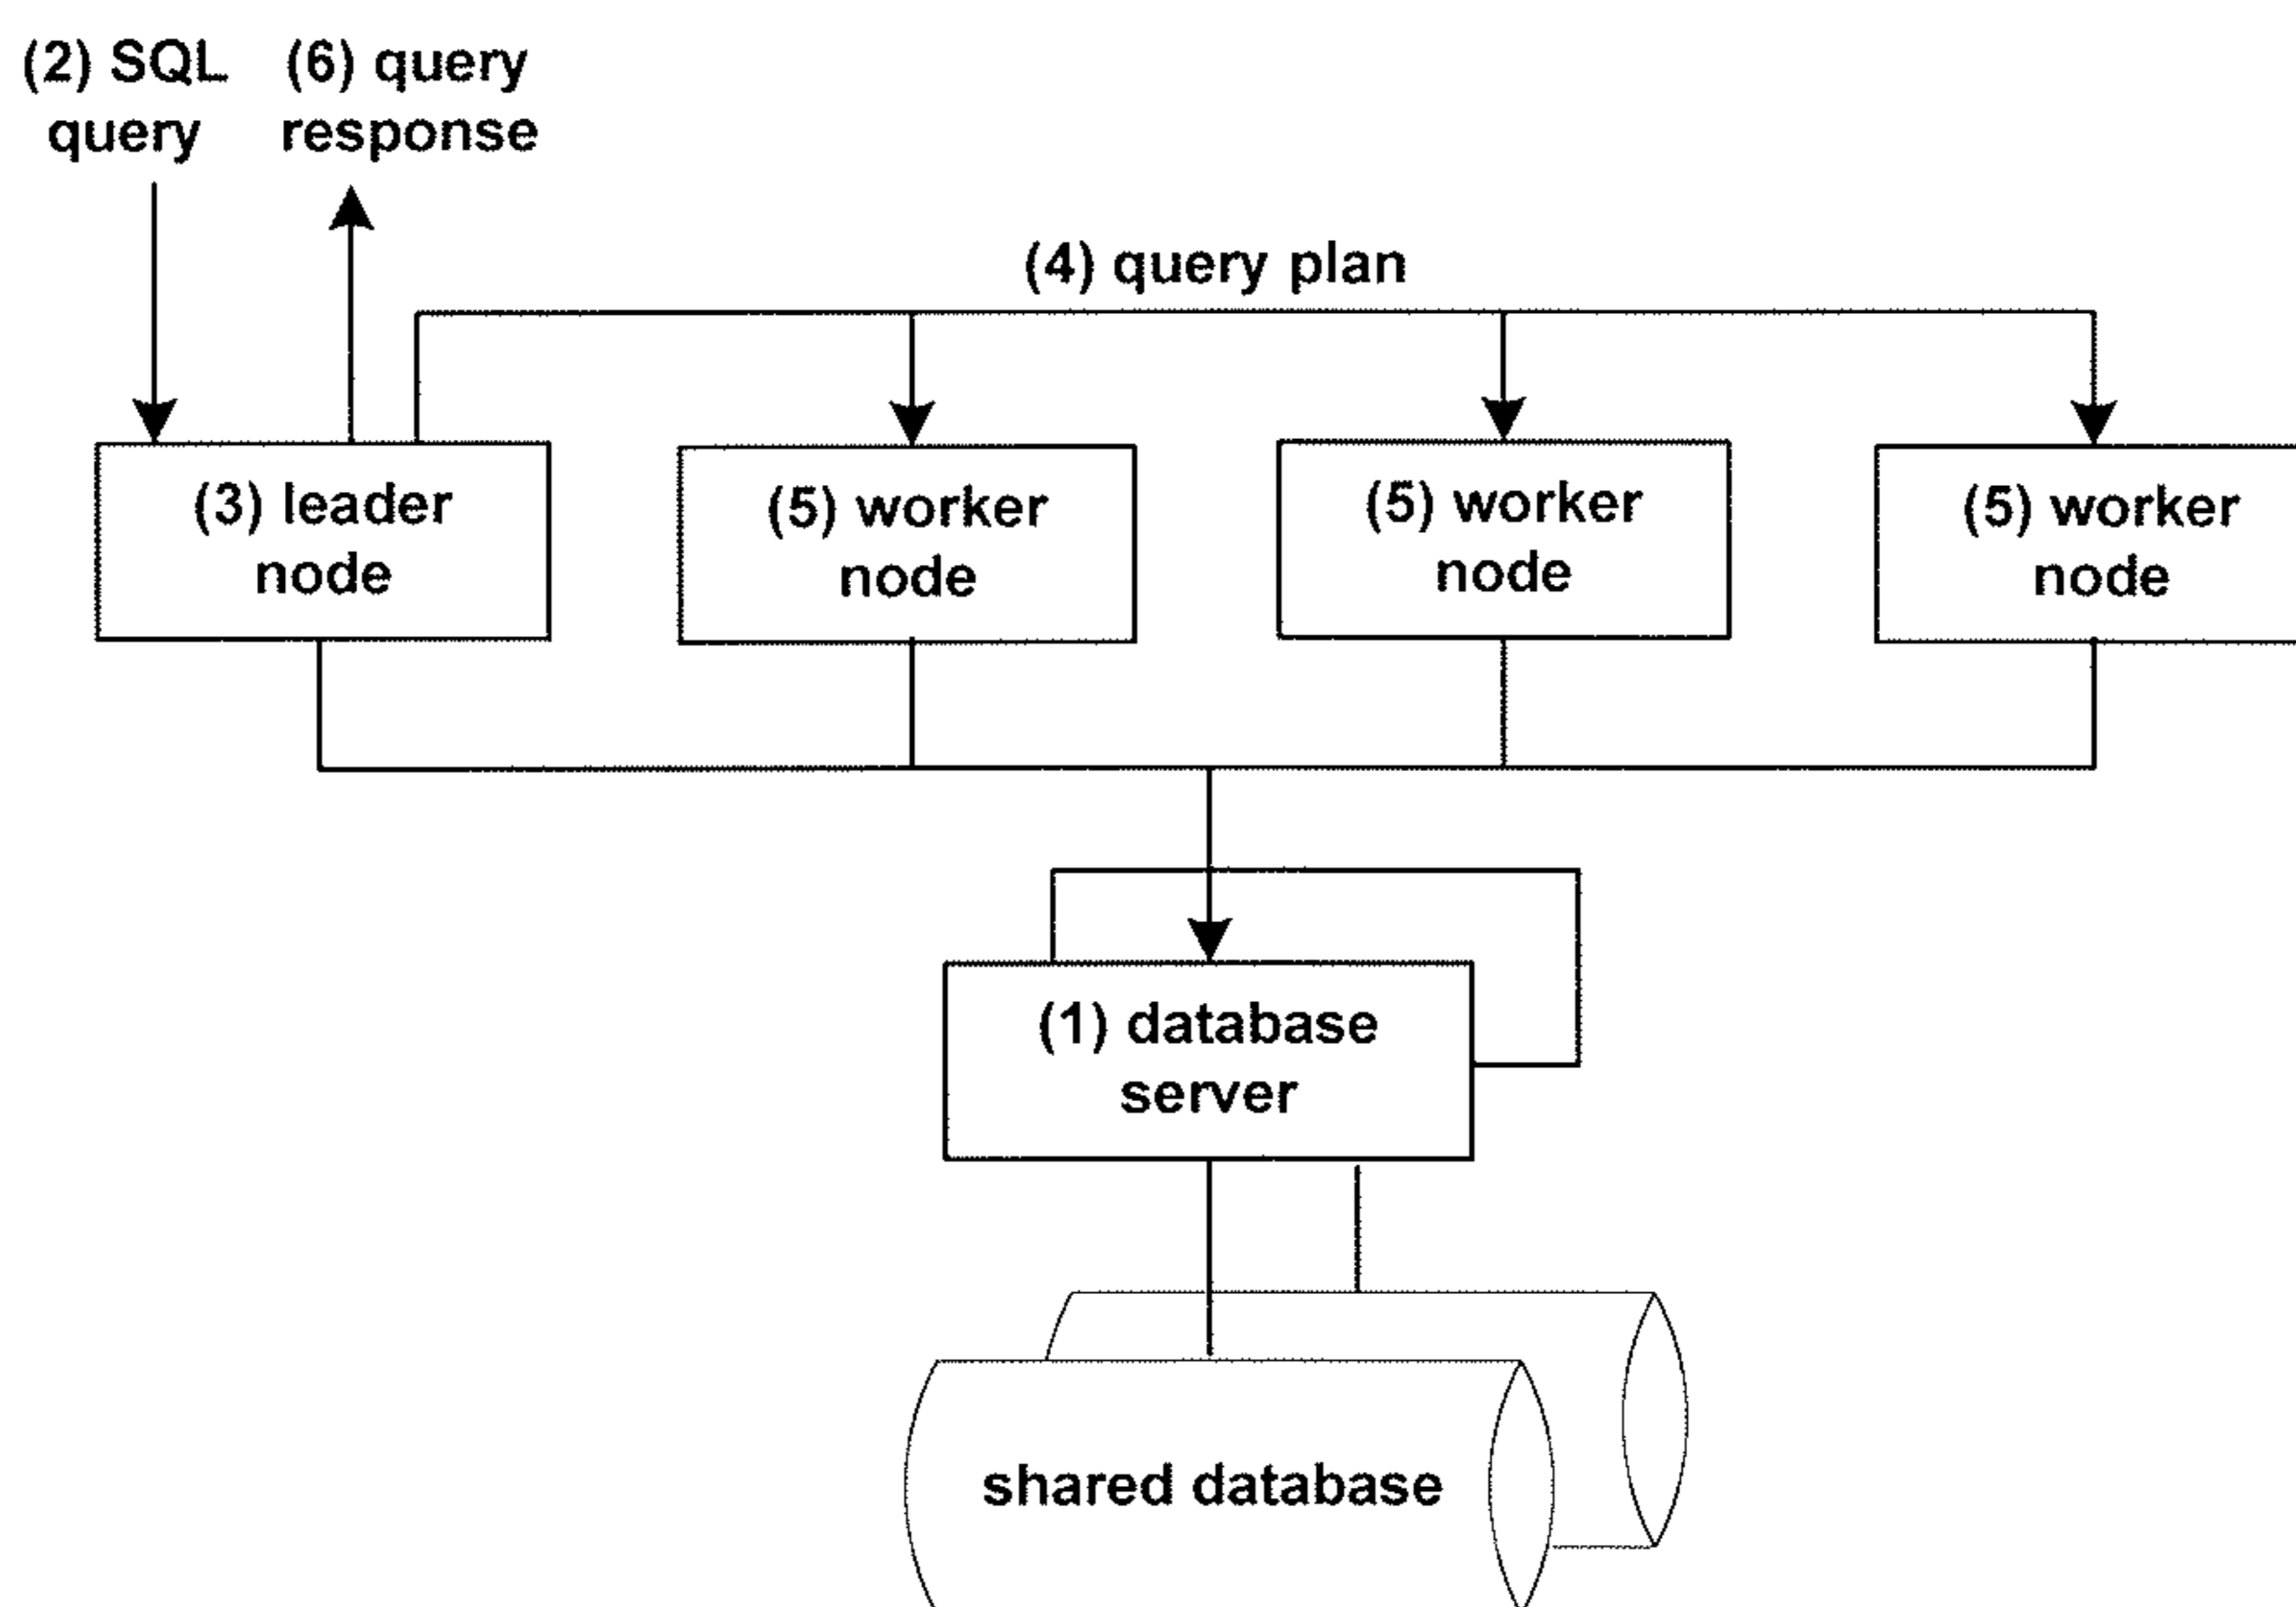 (2) SQL
query
(6) query
response
(4) query plan
(3) leader
node
(5) worker
node
(5) worker
node
(5) worker
node
(1) database
server
shared database